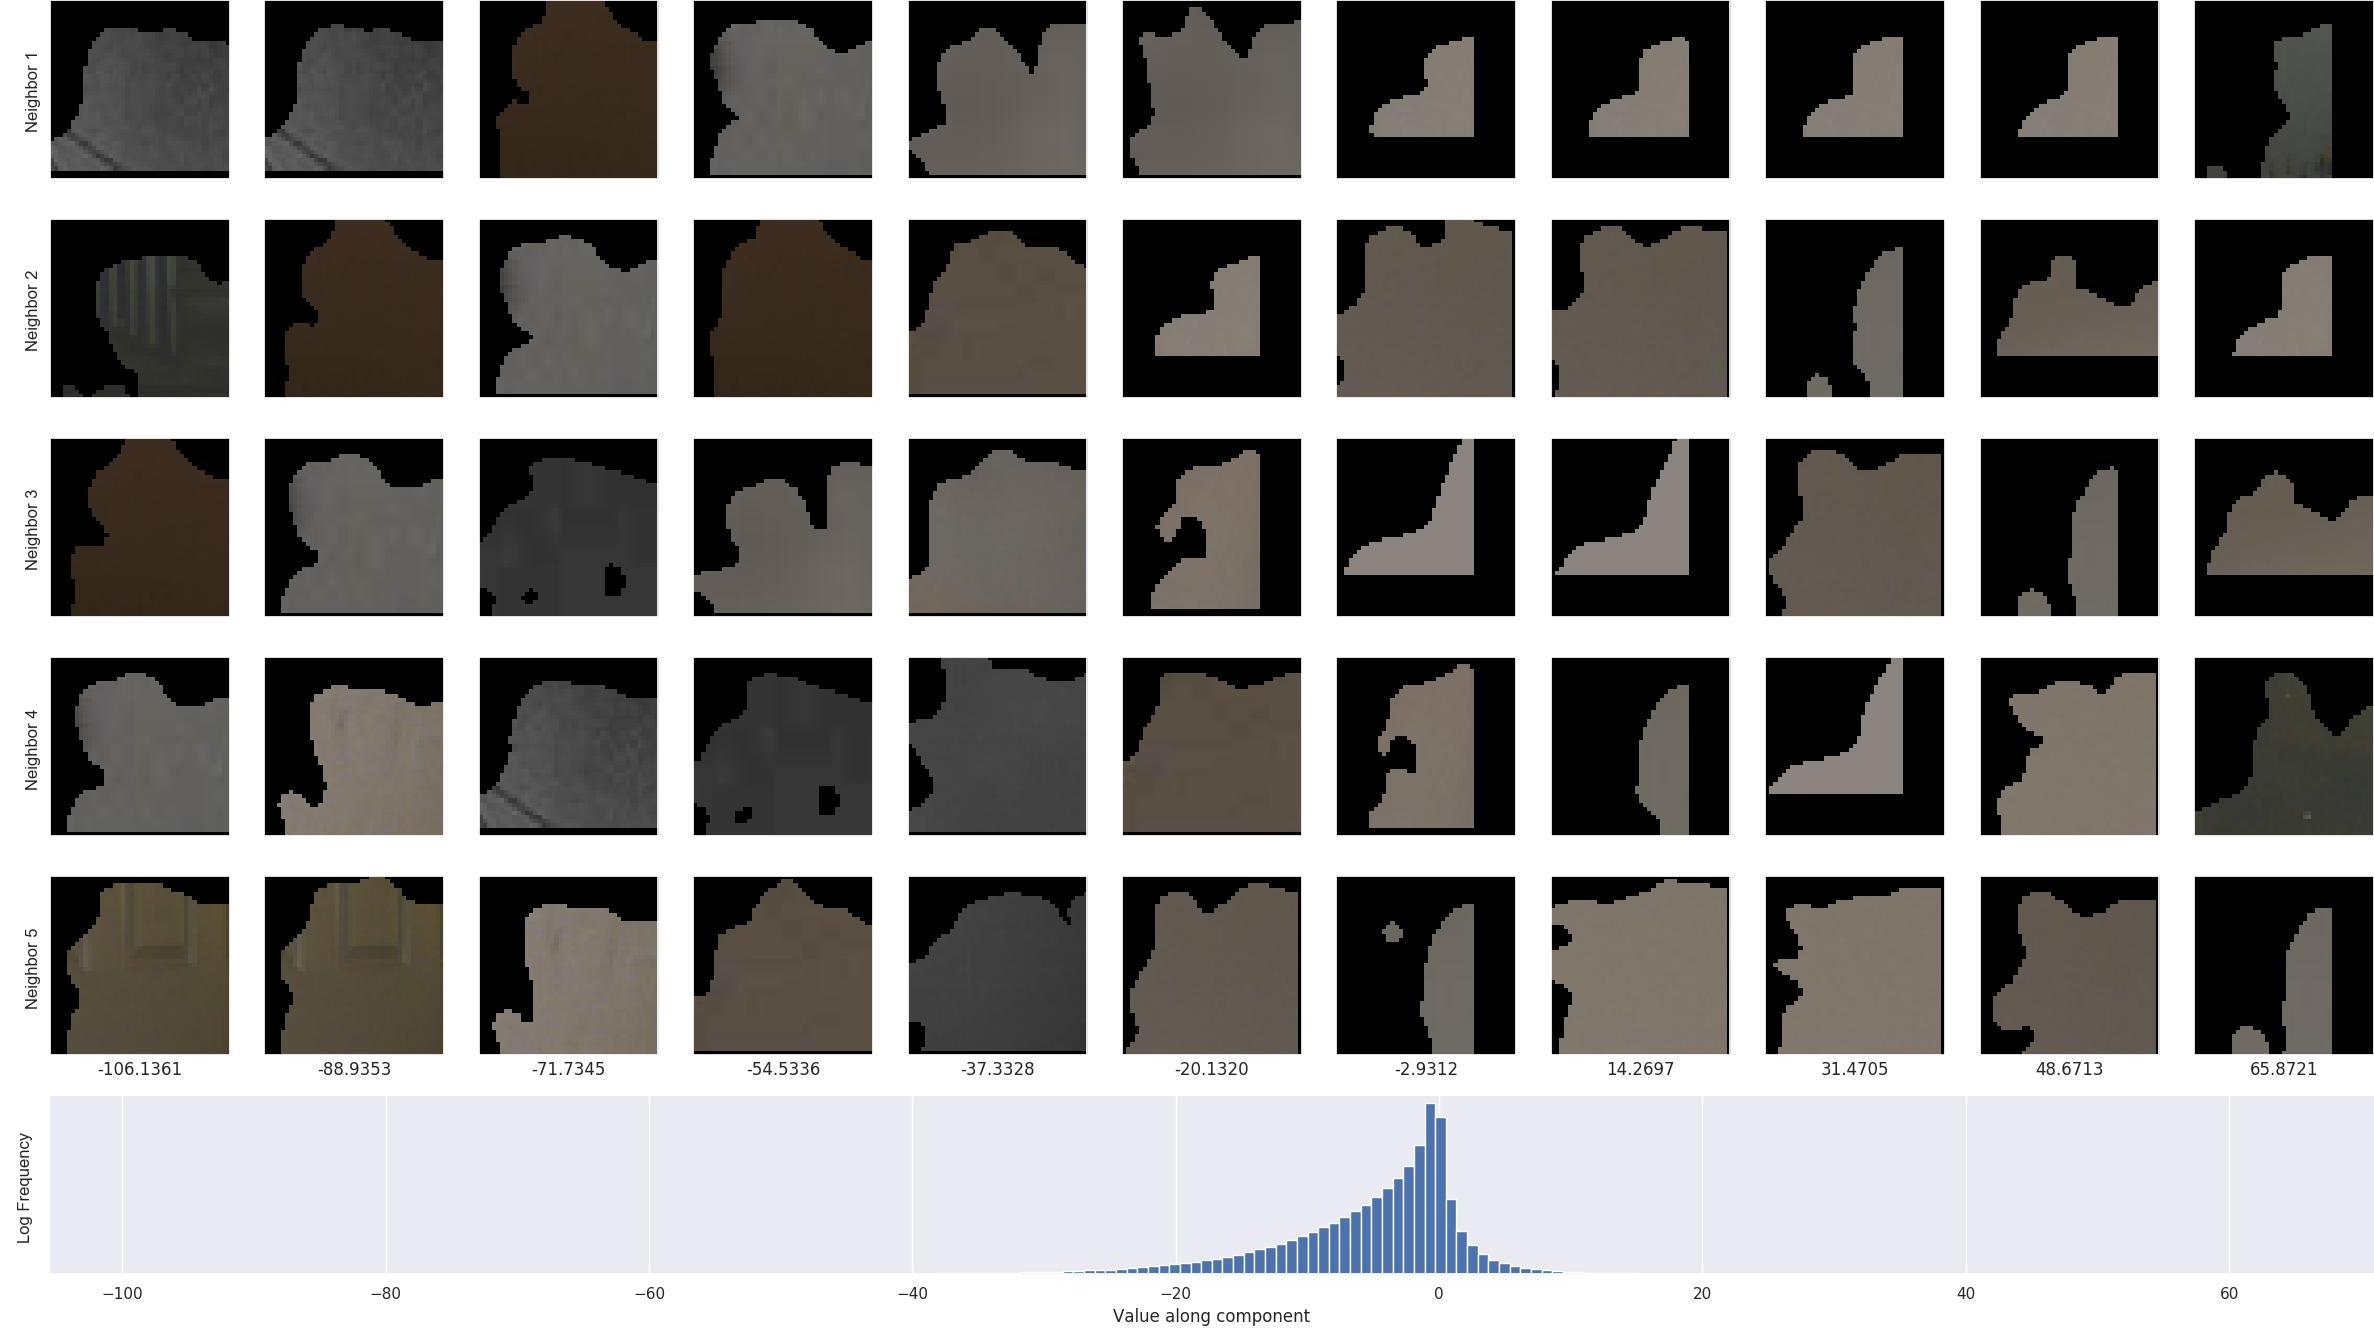 Neighbor 1
Neighbor 2
Neighbor 3
Neighbor 4
Neighbor 5
-106.1361 -88.9353 -71.7345 -54.5336 -37.3328 -20.1320 -2.9312 14.2697 31.4705 48.6713 65.8721
Log Frequency
−100 −80 −60 −40 −20 0 20 40 60
Value along component